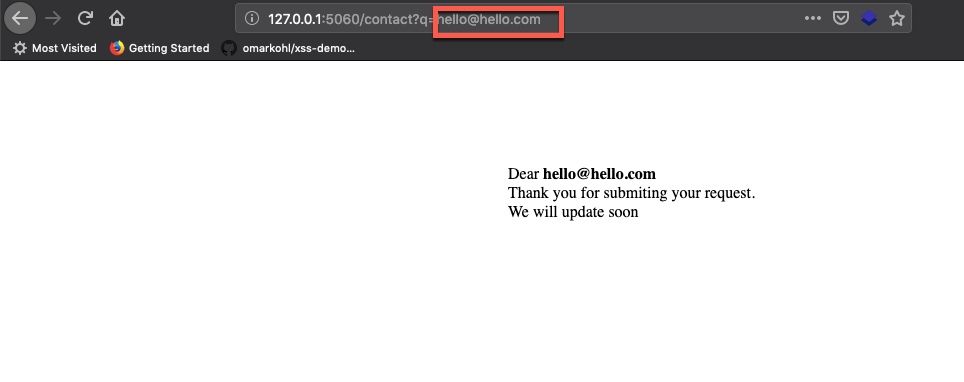 127.0.0.1:5060/contact?q=hello@hello.com
Most Visited Getting Started omarkohl/xss-demo...
Dear hello@hello.com
Thank you for submiting your request.
We will update soon